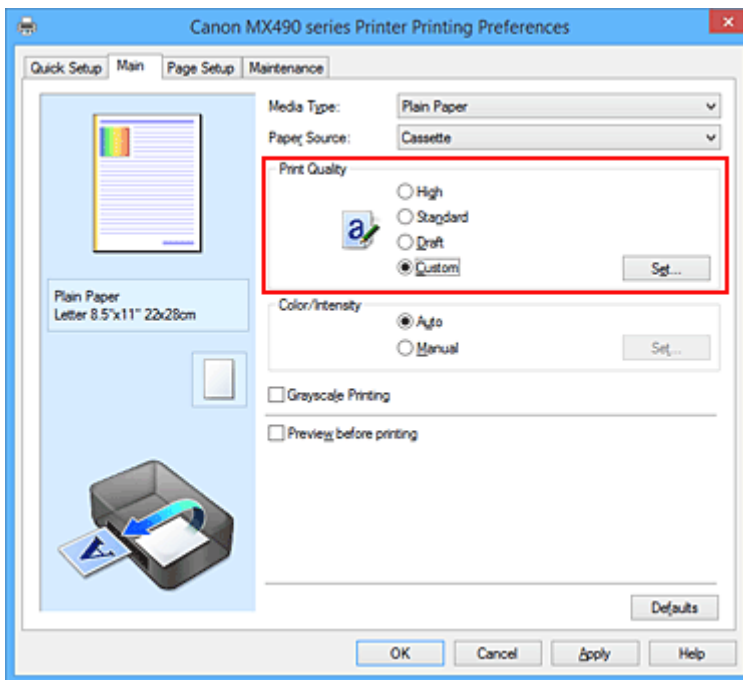 Canon MX490 series Printer Printing Preferences
Quick Setup Main Page Setup Maintenance
Media Type: Plain Paper
Paper Source: Cassette
Print Quality
High
Standard
Draft
Custom Set...
Plain Paper
Letter 8.5"x11" 22x28cm
Color/Intensity
Auto
Manual Set...
Grayscale Printing
Preview before printing
Defaults
OK Cancel Apply Help